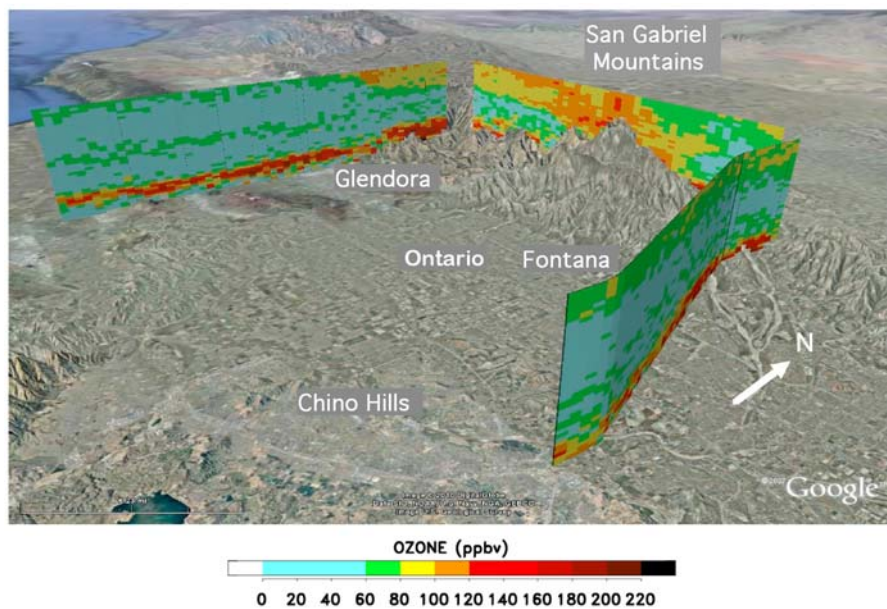 San Gabriel
Mountains
Glendora
Ontario
Fontana
N
Chino Hills
Google
OZONE (ppbv)
0 20 40 60 80 100 120 140 160 180 200 220